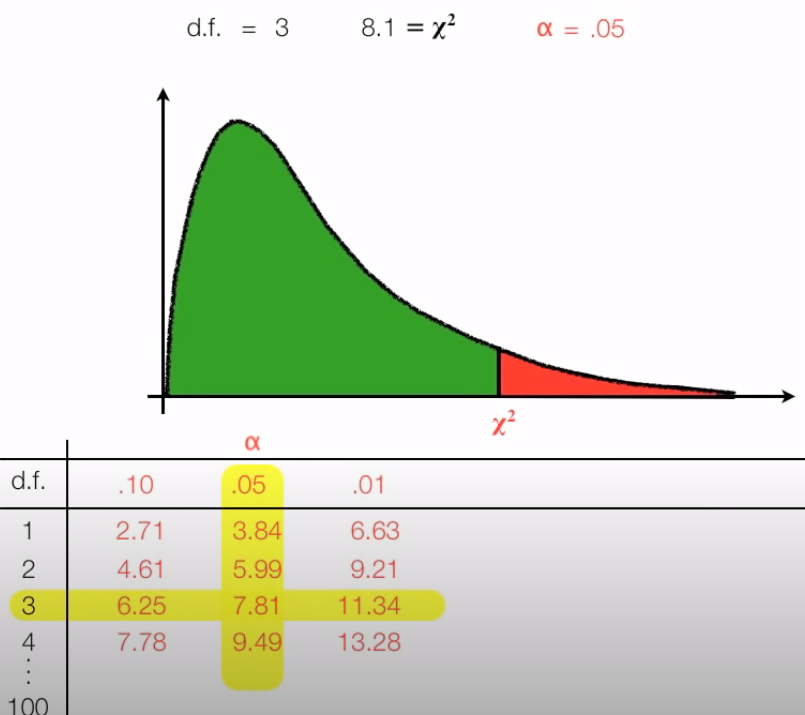 d.f. = 3 8.1 = χ² α = .05
χ²
α
d.f. .10 .05 .01
1 2.71 3.84 6.63
2 4.61 5.99 9.21
3 6.25 7.81 11.34
4 7.78 9.49 13.28
⋮
100